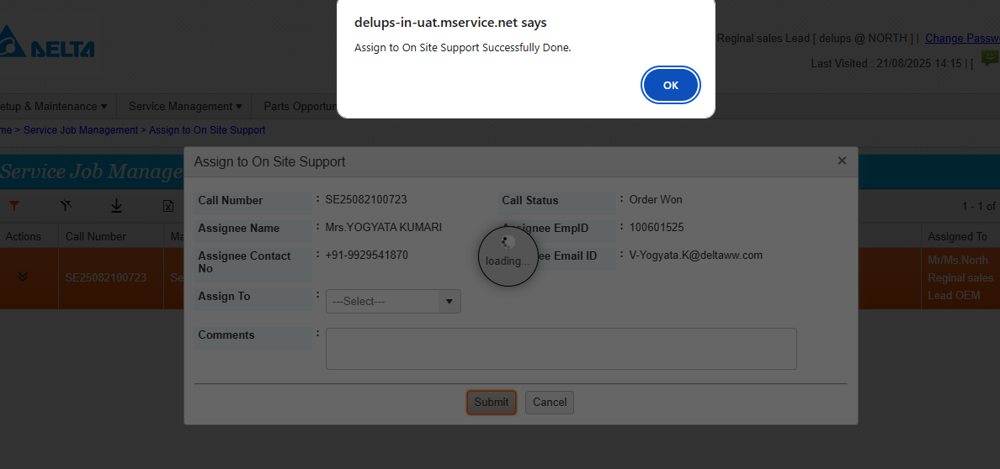 delups-in-uat.mservice.net says
Assign to On Site Support Successfully Done.
OK
DELTA
Reginal sales Lead [ delups @ NORTH ] | Change Passw
Last Visited : 21/08/2025 14:15 | [
etup & Maintenance Service Management Parts Opportun
me > Service Job Management > Assign to On Site Support
Service Job Manage
1 - 1 of
Actions Call Number Ma Assigned To
SE25082100723 Se Mr/Ms.North
Reginal sales
Lead OEM
Assign to On Site Support ×
Call Number : SE25082100723 Call Status : Order Won
Assignee Name : Mrs.YOGYATA KUMARI Assignee EmpID : 100601525
Assignee Contact No : +91-9929541870 ee Email ID : V-Yogyata.K@deltaww.com
loading...
Assign To : ---Select---
Comments :
Submit Cancel